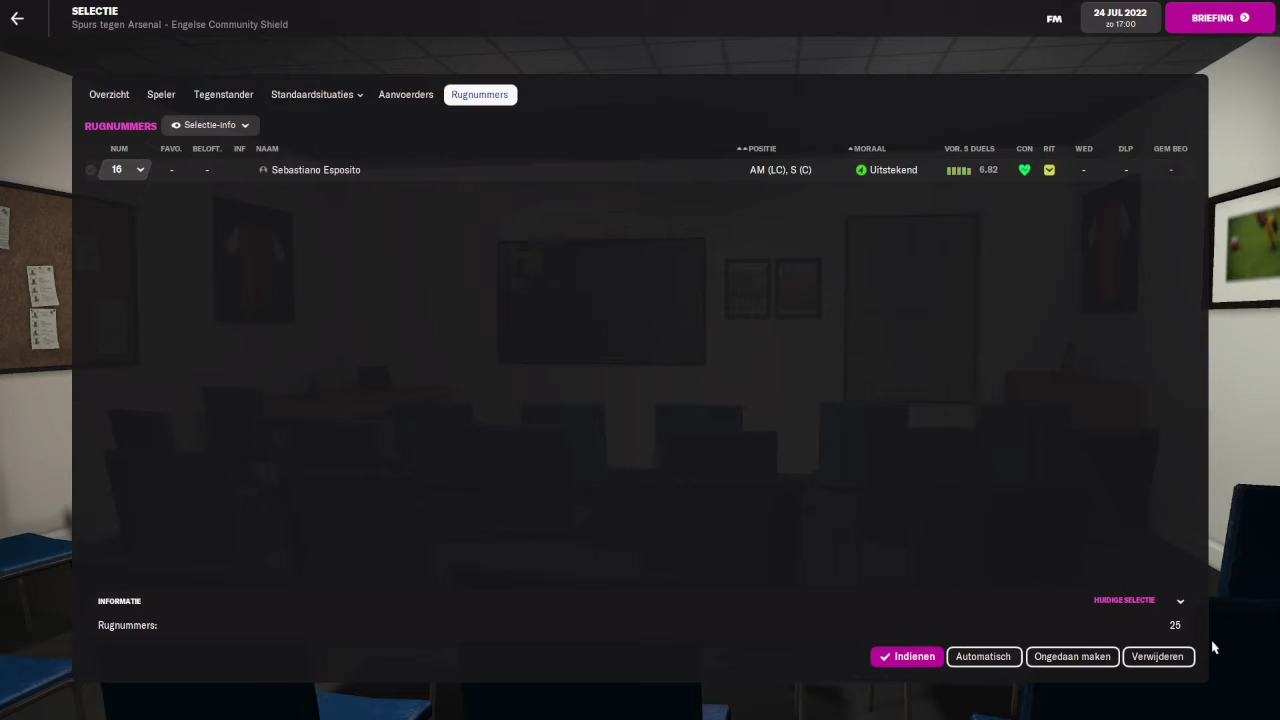 SELECTIE
Spurs tegen Arsenal - Engelse Community Shield
FM
24 JUL 2022
zo 17:00
BRIEFING
Overzicht Speler Tegenstander Standaardsituaties Aanvoerders Rugnummers
RUGNUMMERS Selectie-info
NUM FAVO. BELOFT. INF NAAM POSITIE MORAAL VOR. 5 DUELS CON RIT WED DLP GEM BEO
16 - - Sebastiano Esposito AM (LC), S (C) Uitstekend 6.82 - - -
INFORMATIE HUIDIGE SELECTIE
Rugnummers: 25
Indienen Automatisch Ongedaan maken Verwijderen